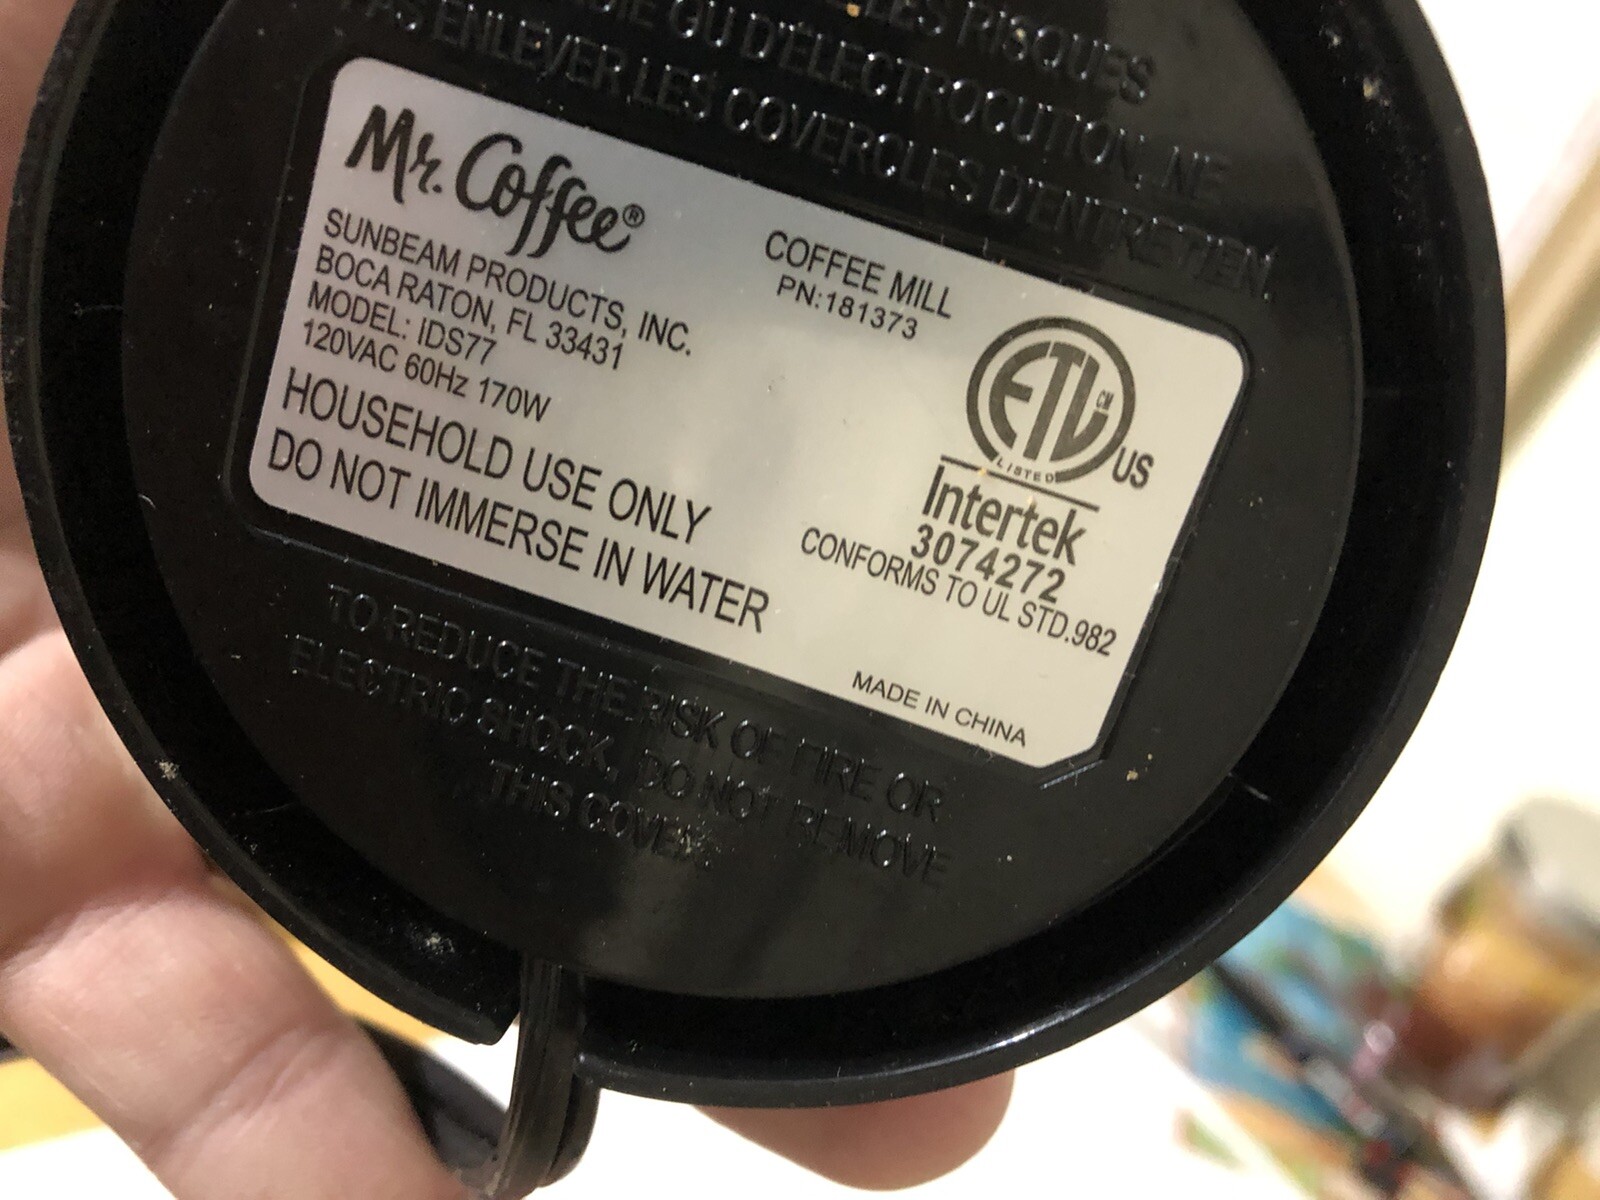 LES RISQUES
OU D'ÉLECTROCUTION, NE
PAS ENLEVER LES COVERCLES D'ENTRETIEN.
Mr. Coffee®
SUNBEAM PRODUCTS, INC.
BOCA RATON, FL 33431
MODEL: IDS77
120VAC 60Hz 170W
HOUSEHOLD USE ONLY
DO NOT IMMERSE IN WATER
COFFEE MILL
PN:181373
ETL CM
LISTED
US
Intertek
3074272
CONFORMS TO UL STD.982
MADE IN CHINA
TO REDUCE THE RISK OF FIRE OR
ELECTRIC SHOCK, DO NOT REMOVE
THIS COVER.